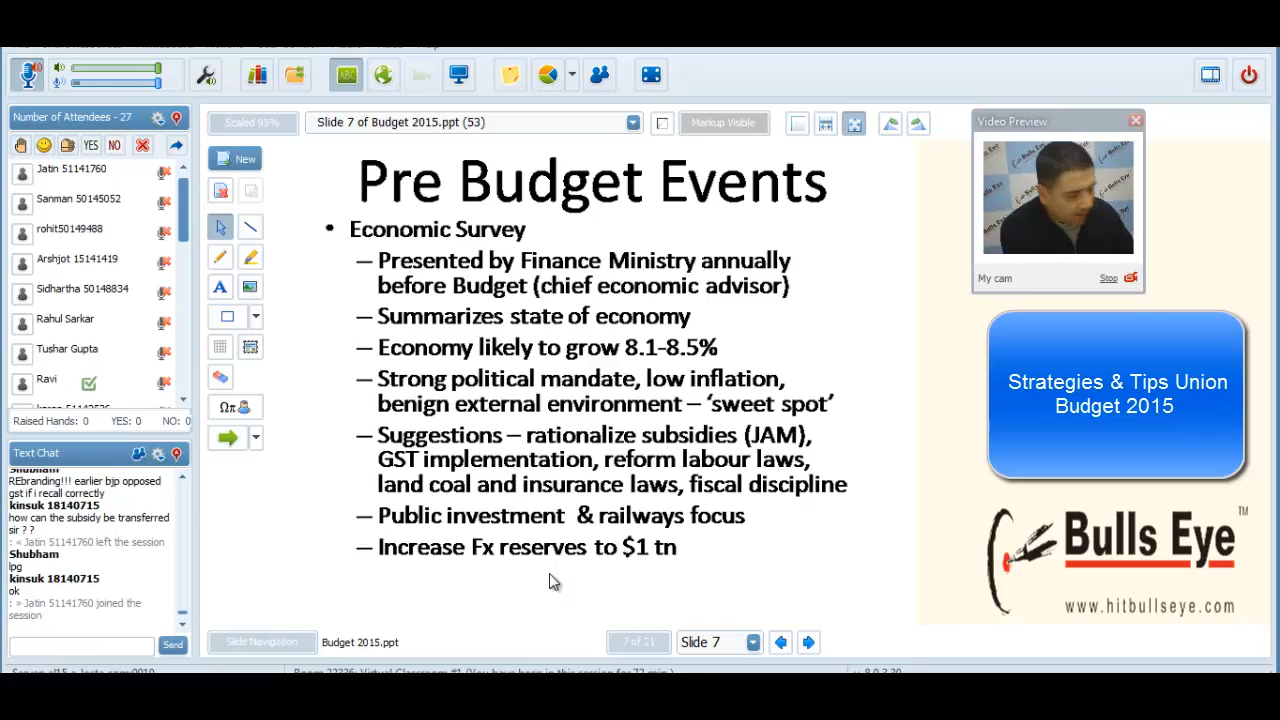 Number of Attendees - 27
YES
NO
Jatin 51141760
Sanman 50145052
rohit50149488
Arshjot 15141419
Sidhartha 50148834
Rahul Sarkar
Tushar Gupta
Ravi
Raised Hands: 0 YES: 0 NO: 0
Text Chat
Shubham
REbranding!!! earlier bjp opposed
gst if i recall correctly
kinsuk 18140715
how can the subsidy be transferred
sir ? ?
: « Jatin 51141760 left the session
Shubham
lpg
kinsuk 18140715
ok
: » Jatin 51141760 joined the
session
Send
ABC
Scaled 95%
Slide 7 of Budget 2015.ppt (53)
Markup Visible
New
A
Ωπ
Pre Budget Events
• Economic Survey
– Presented by Finance Ministry annually
before Budget (chief economic advisor)
– Summarizes state of economy
– Economy likely to grow 8.1-8.5%
– Strong political mandate, low inflation,
benign external environment – ‘sweet spot’
– Suggestions – rationalize subsidies (JAM),
GST implementation, reform labour laws,
land coal and insurance laws, fiscal discipline
– Public investment & railways focus
– Increase Fx reserves to $1 tn
Slide Navigation
Budget 2015.ppt
7 of 21
Slide 7
Video Preview
My cam
Stop
Strategies & Tips Union
Budget 2015
Bulls Eye™
www.hitbullseye.com